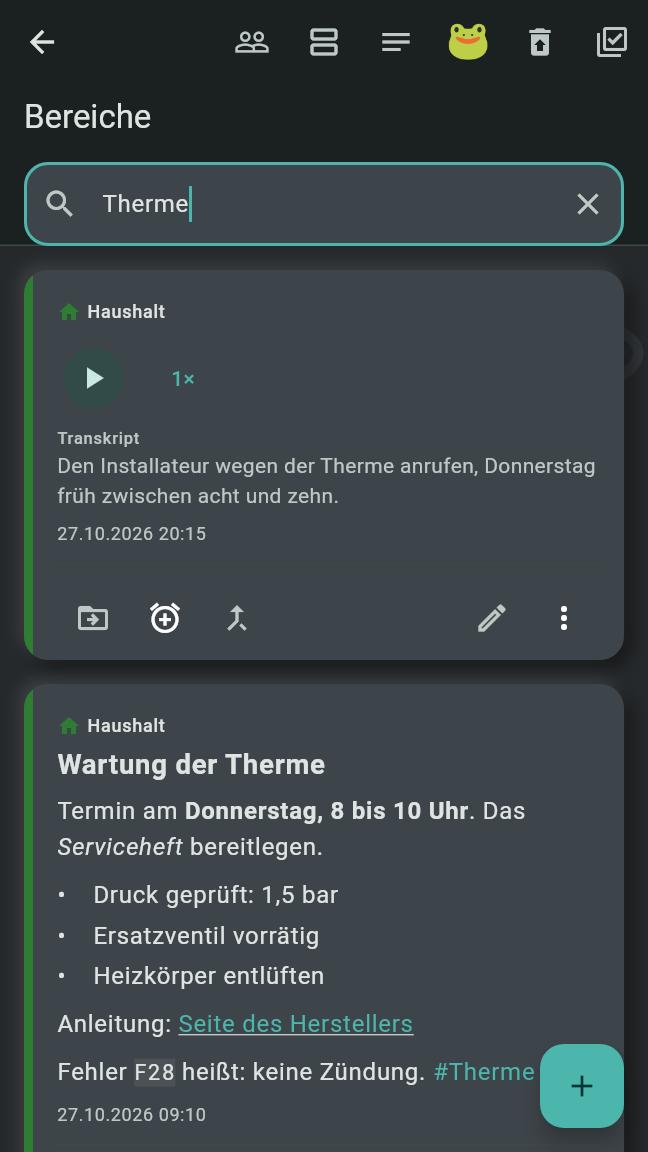 Bereiche
Therme
Haushalt
1×
Transkript
Den Installateur wegen der Therme anrufen, Donnerstag
früh zwischen acht und zehn.
27.10.2026 20:15
Haushalt
Wartung der Therme
Termin am Donnerstag, 8 bis 10 Uhr. Das
Serviceheft bereitlegen.
• Druck geprüft: 1,5 bar
• Ersatzventil vorrätig
• Heizkörper entlüften
Anleitung: Seite des Herstellers
Fehler F28 heißt: keine Zündung. #Therme
27.10.2026 09:10